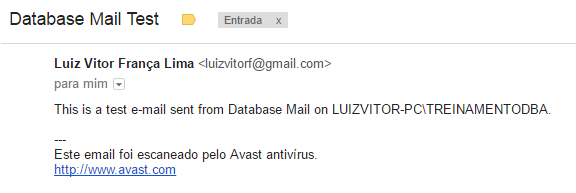 Database Mail Test Entrada x
Luiz Vitor França Lima <luizvitorf@gmail.com>
para mim
This is a test e-mail sent from Database Mail on LUIZVITOR-PC\TREINAMENTODBA.
---
Este email foi escaneado pelo Avast antivírus.
http://www.avast.com